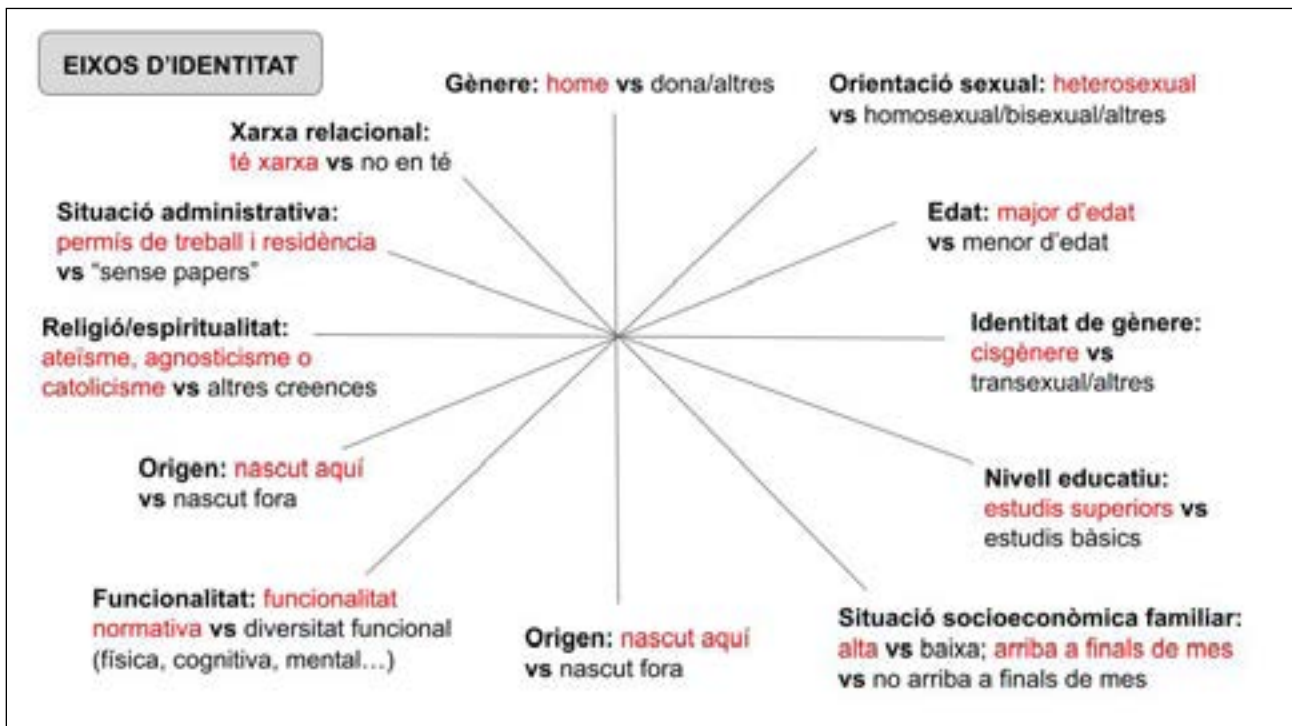 EIXOS D'IDENTITAT
Gènere: home vs dona/altres
Orientació sexual: heterosexual
vs homosexual/bisexual/altres
Xarxa relacional:
té xarxa vs no en té
Situació administrativa:
permís de treball i residència
vs “sense papers”
Edat: major d'edat
vs menor d'edat
Religió/espiritualitat:
ateïsme, agnosticisme o
catolicisme vs altres creences
Identitat de gènere:
cisgènere vs
transexual/altres
Origen: nascut aquí
vs nascut fora
Nivell educatiu:
estudis superiors vs
estudis bàsics
Funcionalitat: funcionalitat
normativa vs diversitat funcional
(física, cognitiva, mental…)
Origen: nascut aquí
vs nascut fora
Situació socioeconòmica familiar:
alta vs baixa; arriba a finals de mes
vs no arriba a finals de mes